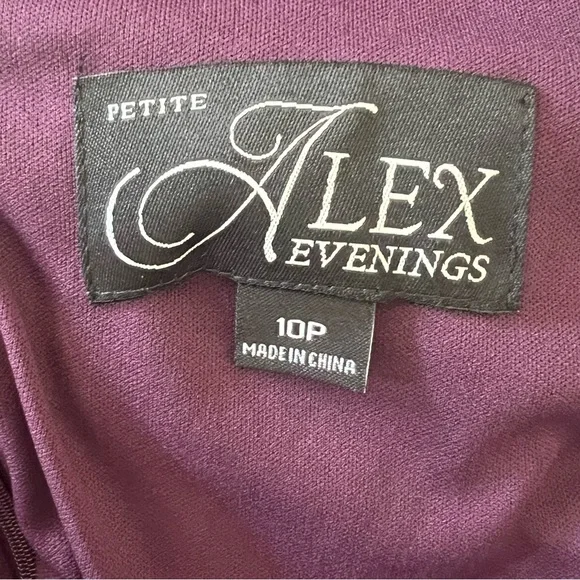 PETITE
ALEX
EVENINGS
10P
MADE IN CHINA